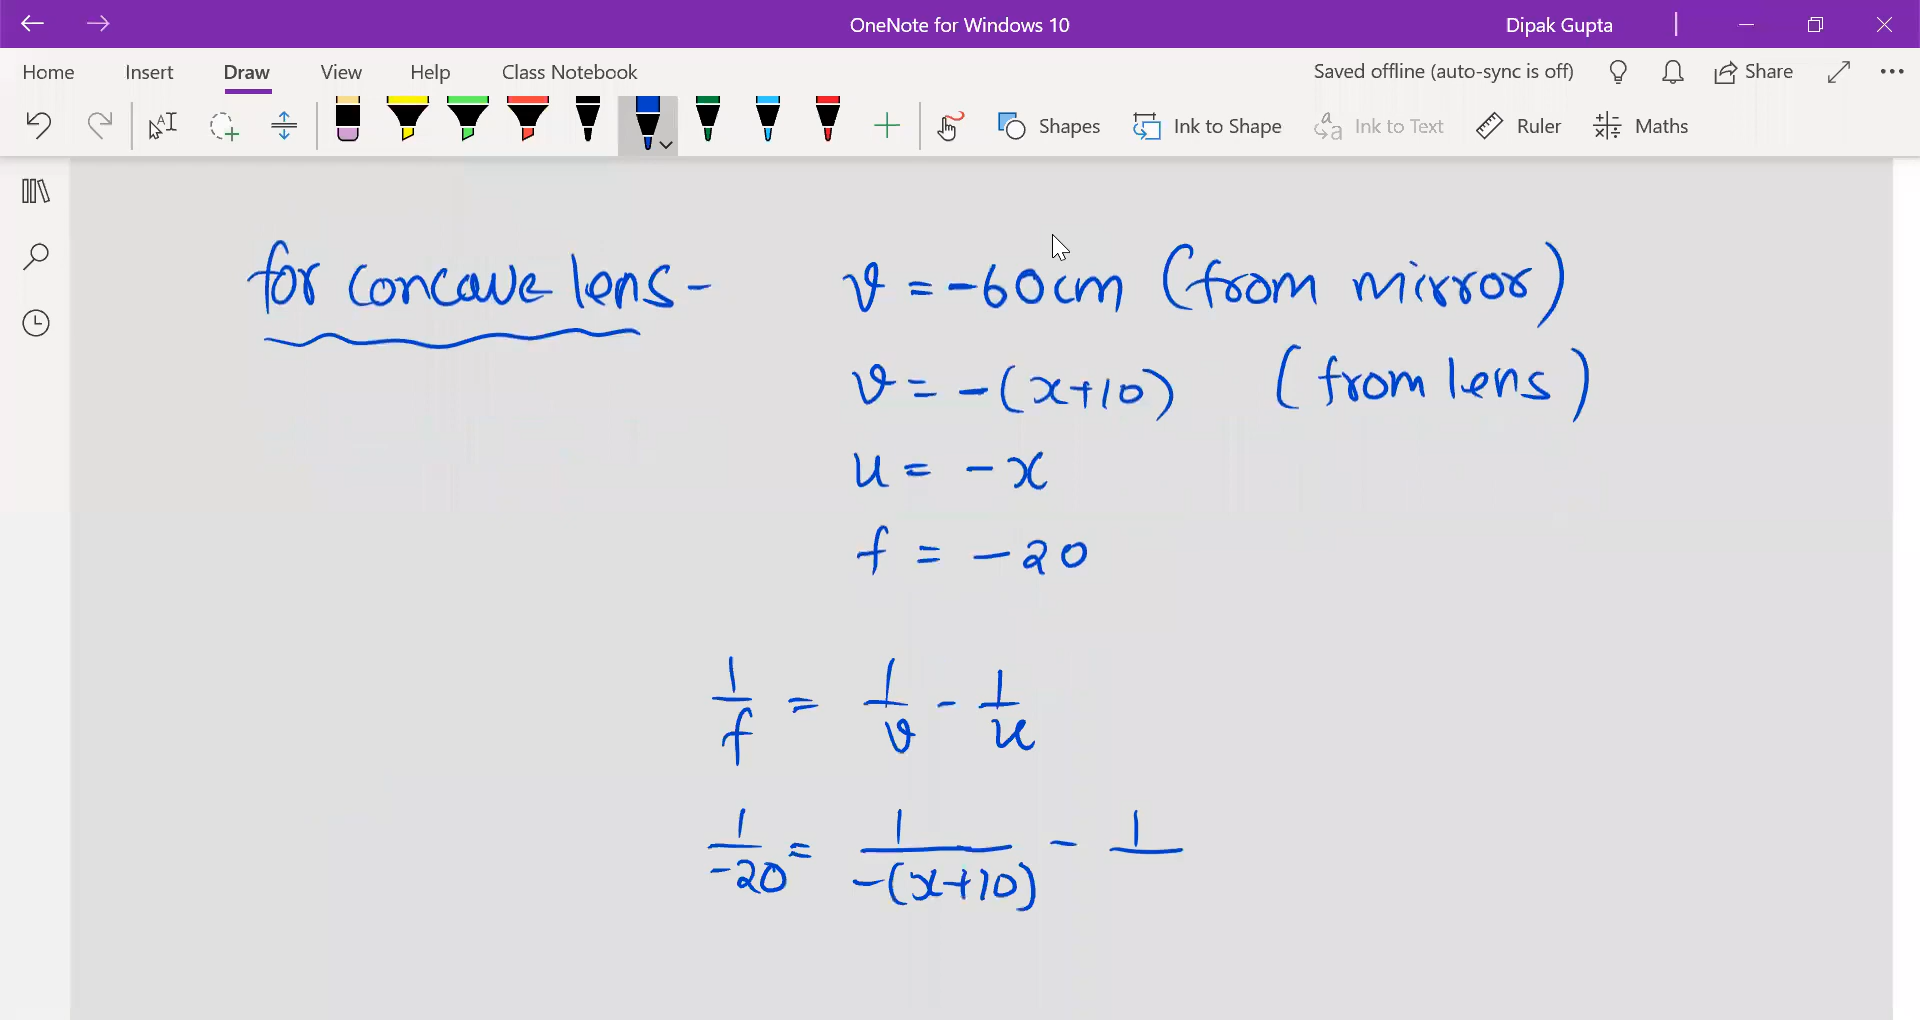 OneNote for Windows 10
Dipak Gupta
Home Insert Draw View Help Class Notebook
Saved offline (auto-sync is off) Share
Shapes Ink to Shape Ink to Text Ruler Maths
for concave lens - v = -60cm (from mirror)
v = -(x+10) (from lens)
u = -x
f = -20
1/f = 1/v - 1/u
1/-20 = 1/-(x+10) - 1/